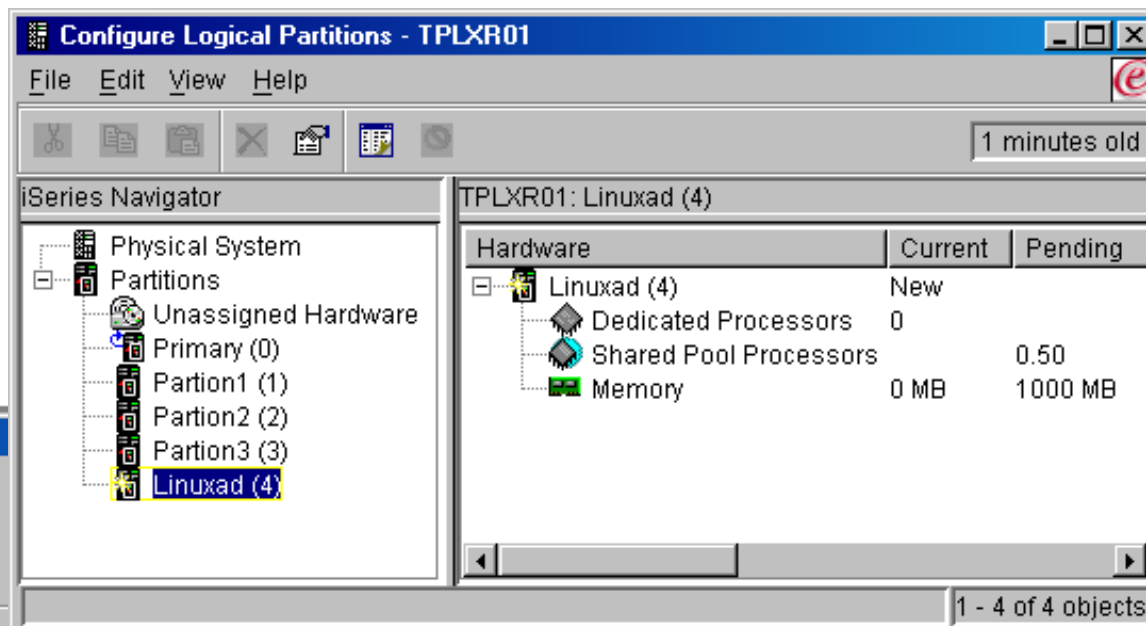 Configure Logical Partitions - TPLXR01
File Edit View Help
1 minutes old
iSeries Navigator
Physical System
Partitions
Unassigned Hardware
Primary (0)
Partion1 (1)
Partion2 (2)
Partion3 (3)
Linuxad (4)
TPLXR01: Linuxad (4)
Hardware Current Pending
Linuxad (4) New
Dedicated Processors 0
Shared Pool Processors 0.50
Memory 0 MB 1000 MB
1 - 4 of 4 objects